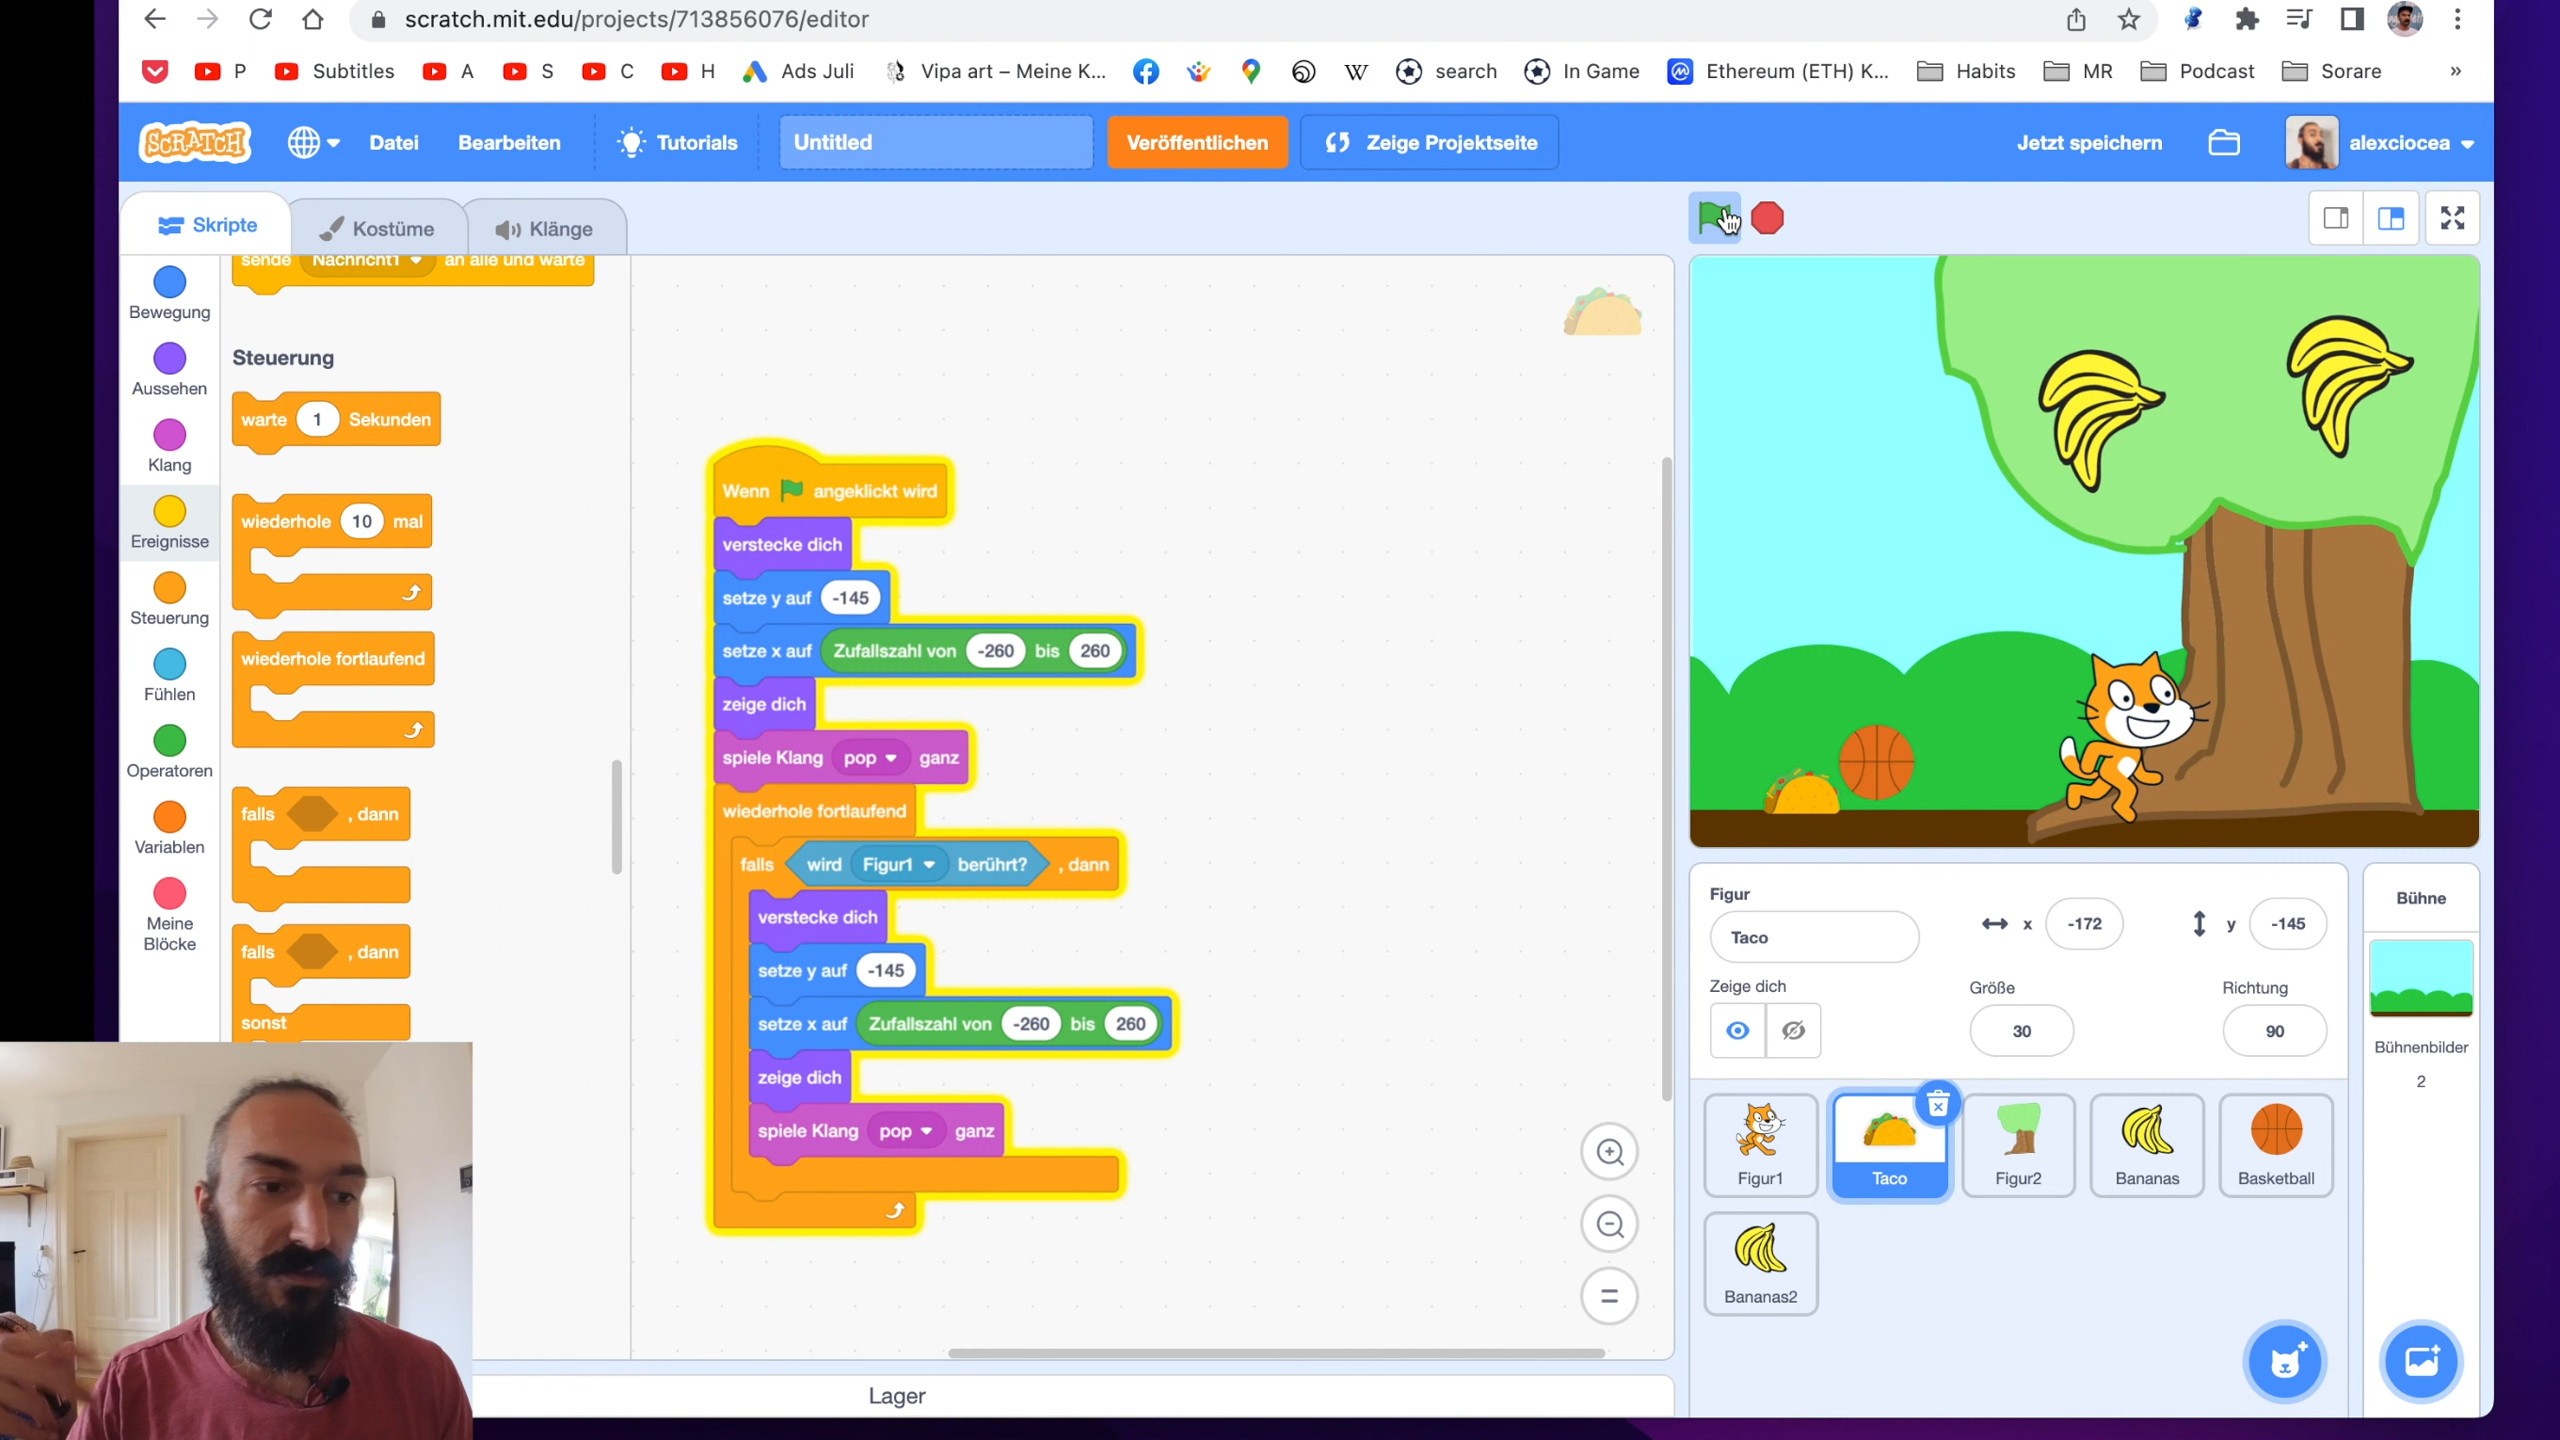 scratch.mit.edu/projects/713856076/editor
P
Subtitles
A
S
C
H
Ads Juli
Vipa art – Meine K...
W
search
In Game
Ethereum (ETH) K...
Habits
MR
Podcast
Sorare
»
SCRATCH
Datei
Bearbeiten
Tutorials
Untitled
Veröffentlichen
Zeige Projektseite
Jetzt speichern
alexciocea
Skripte
Kostüme
Klänge
Bewegung
Aussehen
Klang
Ereignisse
Steuerung
Fühlen
Operatoren
Variablen
Meine
Blöcke
sende Nachricht1 an alle und warte
Steuerung
warte 1 Sekunden
wiederhole 10 mal
wiederhole fortlaufend
falls , dann
falls , dann
sonst
Wenn angeklickt wird
verstecke dich
setze y auf -145
setze x auf Zufallszahl von -260 bis 260
zeige dich
spiele Klang pop ganz
wiederhole fortlaufend
falls wird Figur1 berührt? , dann
verstecke dich
setze y auf -145
setze x auf Zufallszahl von -260 bis 260
zeige dich
spiele Klang pop ganz
Lager
Figur
Taco
x -172
y -145
Zeige dich
Größe
30
Richtung
90
Figur1
Taco
Figur2
Bananas
Basketball
Bananas2
Bühne
Bühnenbilder
2